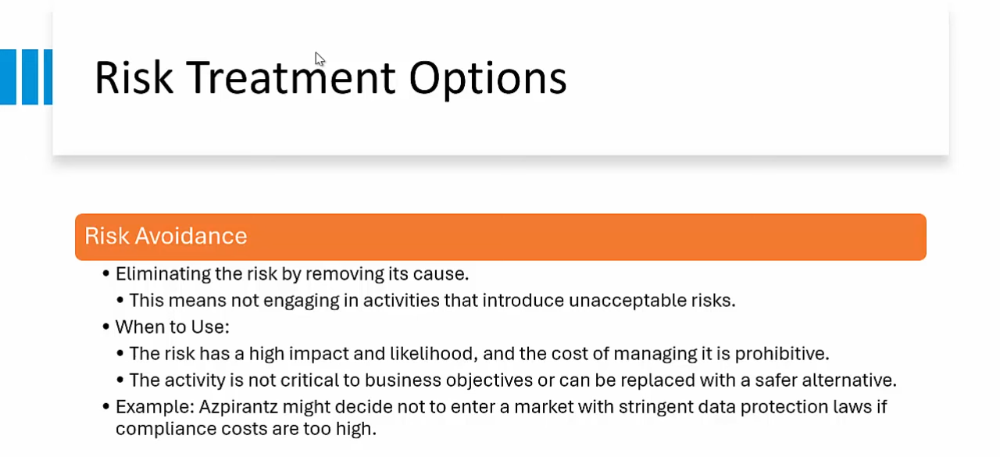 Risk Treatment Options
Risk Avoidance
• Eliminating the risk by removing its cause.
• This means not engaging in activities that introduce unacceptable risks.
• When to Use:
• The risk has a high impact and likelihood, and the cost of managing it is prohibitive.
• The activity is not critical to business objectives or can be replaced with a safer alternative.
• Example: Azpirantz might decide not to enter a market with stringent data protection laws if
compliance costs are too high.